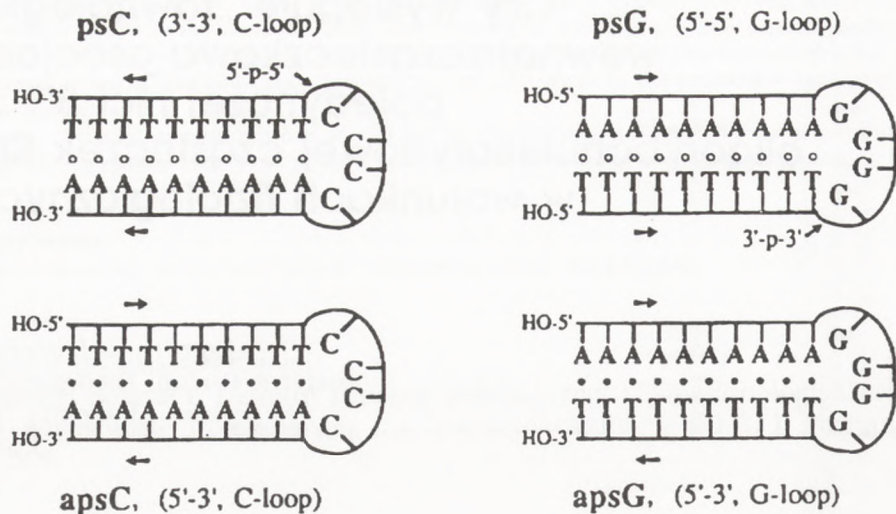 psC, (3'-3', C-loop)
5'-p-5'
HO-3'
T T T T T T T T T T
A A A A A A A A A A
HO-3'
C
C
C
C
psG, (5'-5', G-loop)
HO-5'
A A A A A A A A A A
T T T T T T T T T T
HO-5'
G
G
G
G
3'-p-3'
HO-5'
T T T T T T T T T T
A A A A A A A A A A
HO-3'
C
C
C
C
apsC, (5'-3', C-loop)
HO-5'
A A A A A A A A A A
T T T T T T T T T T
HO-3'
G
G
G
G
apsG, (5'-3', G-loop)